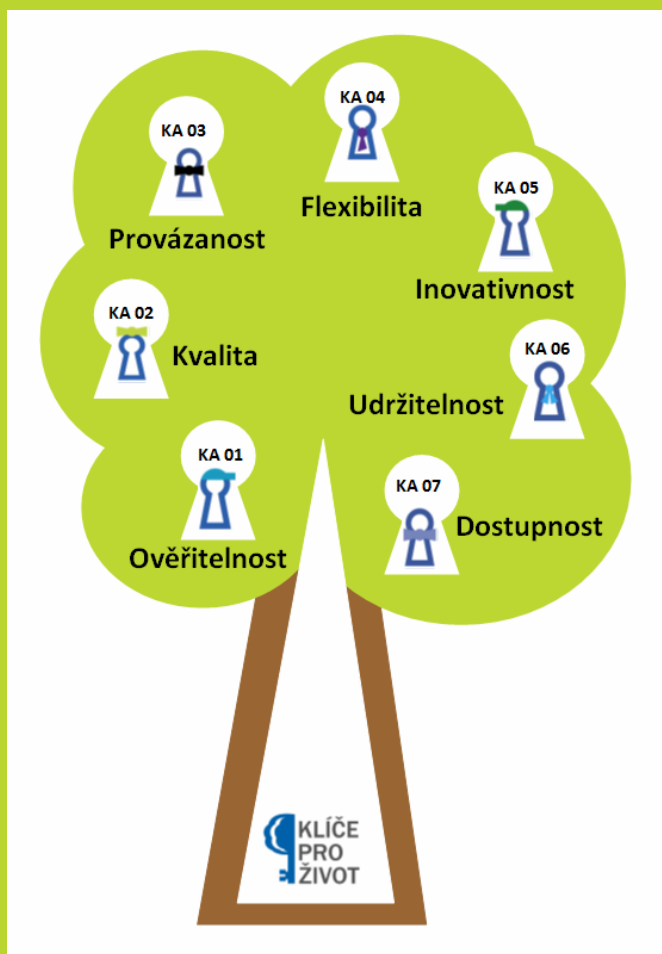 KA 04
Flexibilita
KA 03
Provázanost
KA 05
Inovativnost
KA 02
Kvalita
KA 06
Udržitelnost
KA 01
Ověřitelnost
KA 07
Dostupnost
KLÍČE
PRO
ŽIVOT